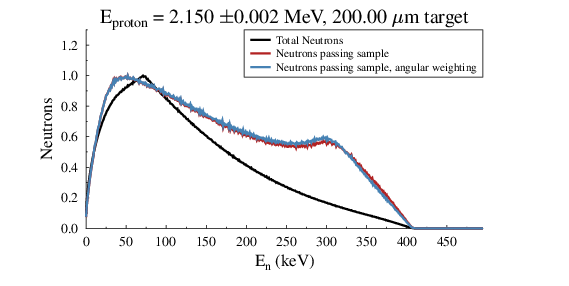 E_proton = 2.150 ±0.002 MeV, 200.00 μm target
Total Neutrons
Neutrons passing sample
Neutrons passing sample, angular weighting
1.2
1.0
0.8
0.6
0.4
0.2
0.0
Neutrons
0 50 100 150 200 250 300 350 400 450
E_n (keV)